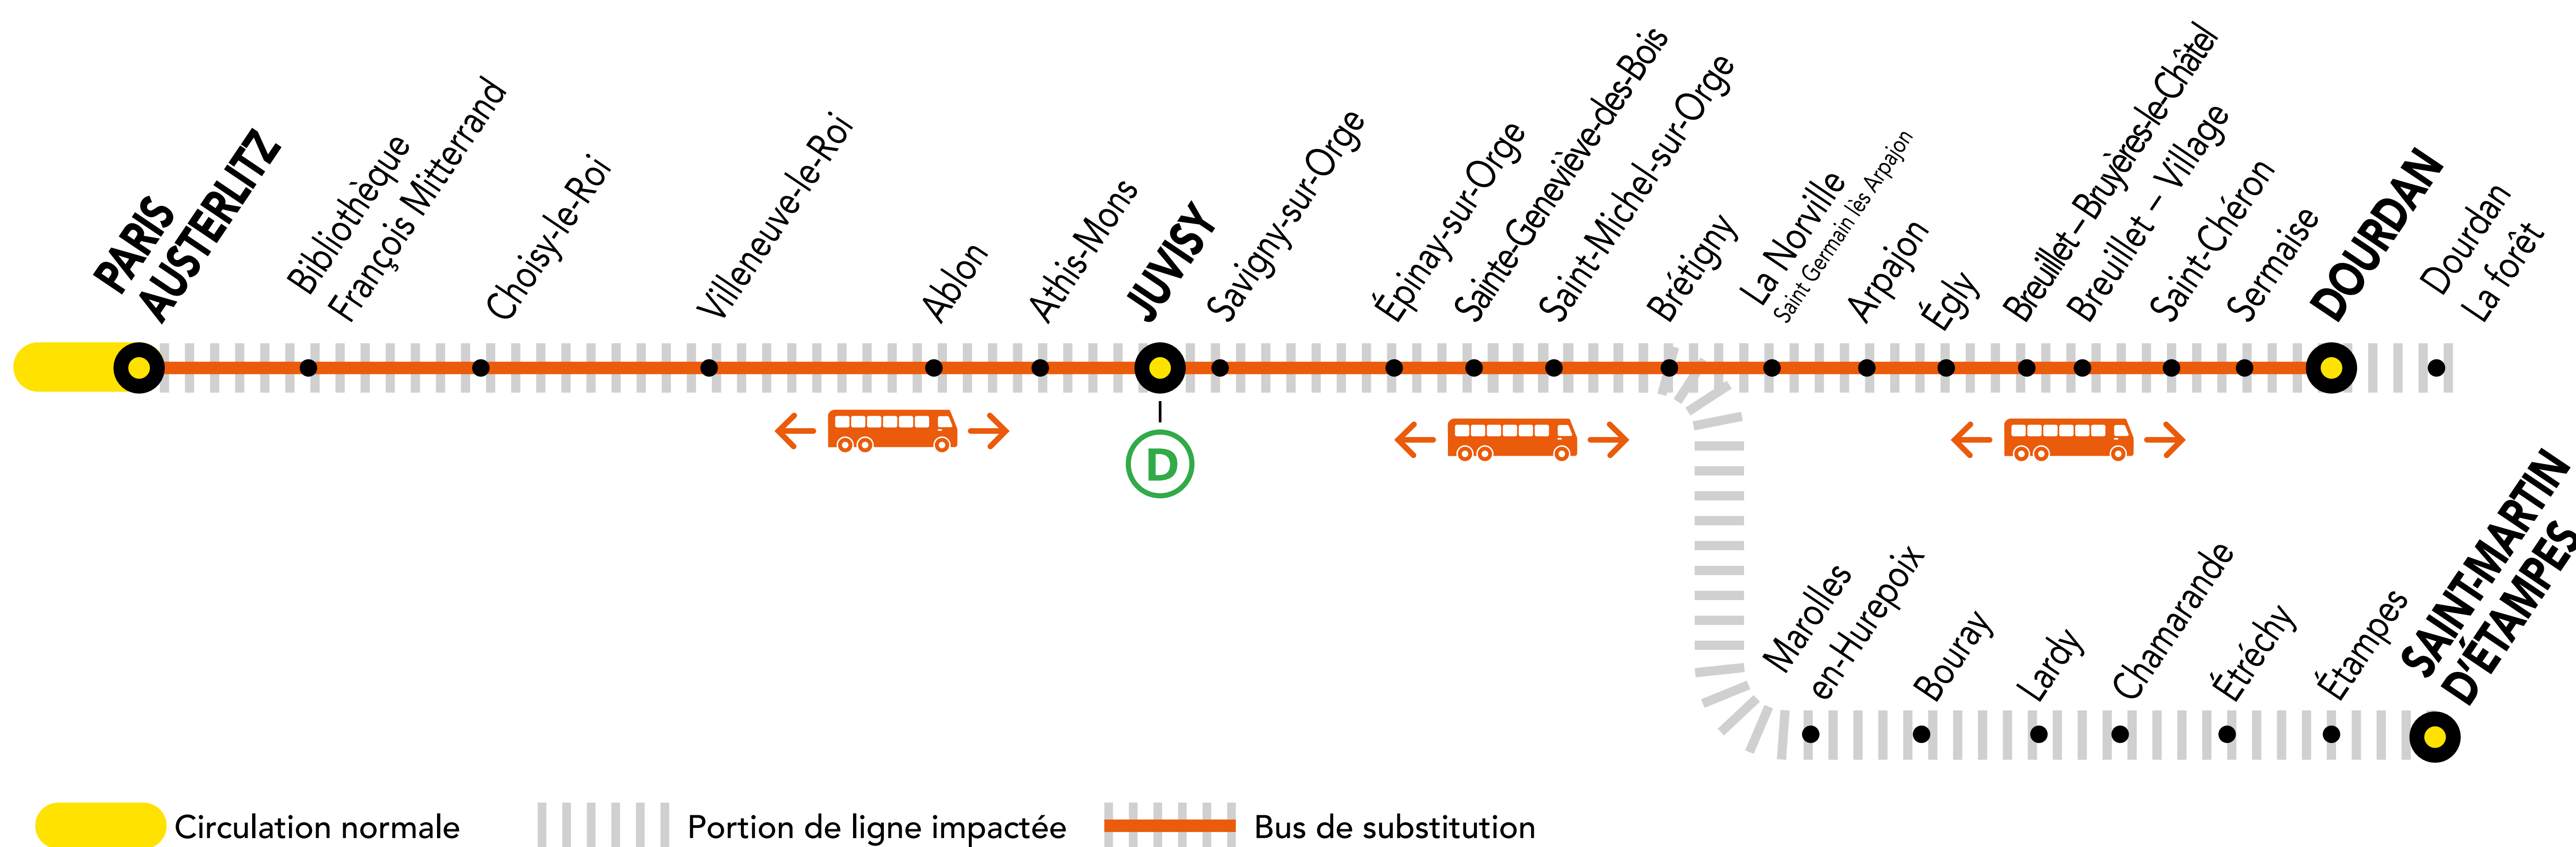 PARIS
AUSTERLITZ
Bibliothèque
François Mitterrand
Choisy-le-Roi
Villeneuve-le-Roi
Ablon
Athis-Mons
JUVISY
Savigny-sur-Orge
Épinay-sur-Orge
Sainte-Geneviève-des-Bois
Saint-Michel-sur-Orge
Brétigny
La Norville
Saint Germain lès Arpajon
Arpajon
Égly
Breuillet – Bruyères-le-Châtel
Breuillet – Village
Saint-Chéron
Sermaise
DOURDAN
Dourdan
La forêt
D
Marolles
en-Hurepoix
Bouray
Lardy
Chamarande
Étréchy
Étampes
SAINT-MARTIN
D'ÉTAMPES
Circulation normale
Portion de ligne impactée
Bus de substitution